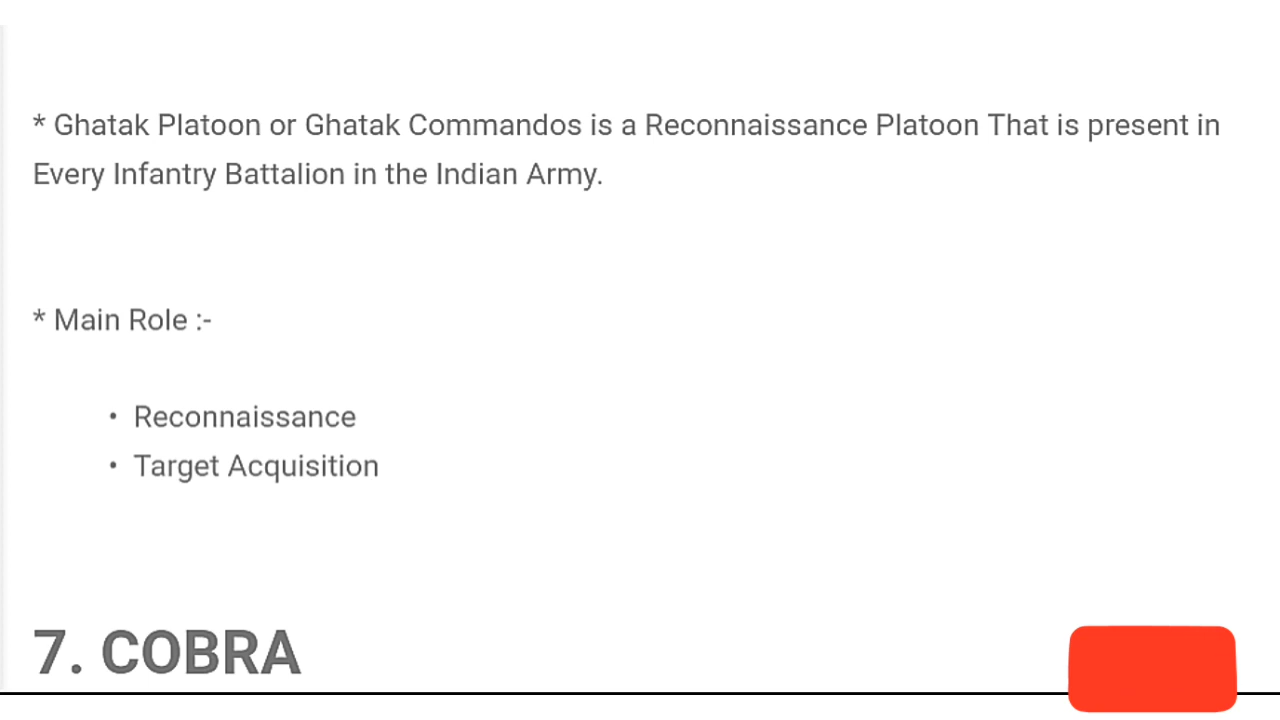 * Ghatak Platoon or Ghatak Commandos is a Reconnaissance Platoon That is present in
Every Infantry Battalion in the Indian Army.
* Main Role :-
• Reconnaissance
• Target Acquisition
7. COBRA